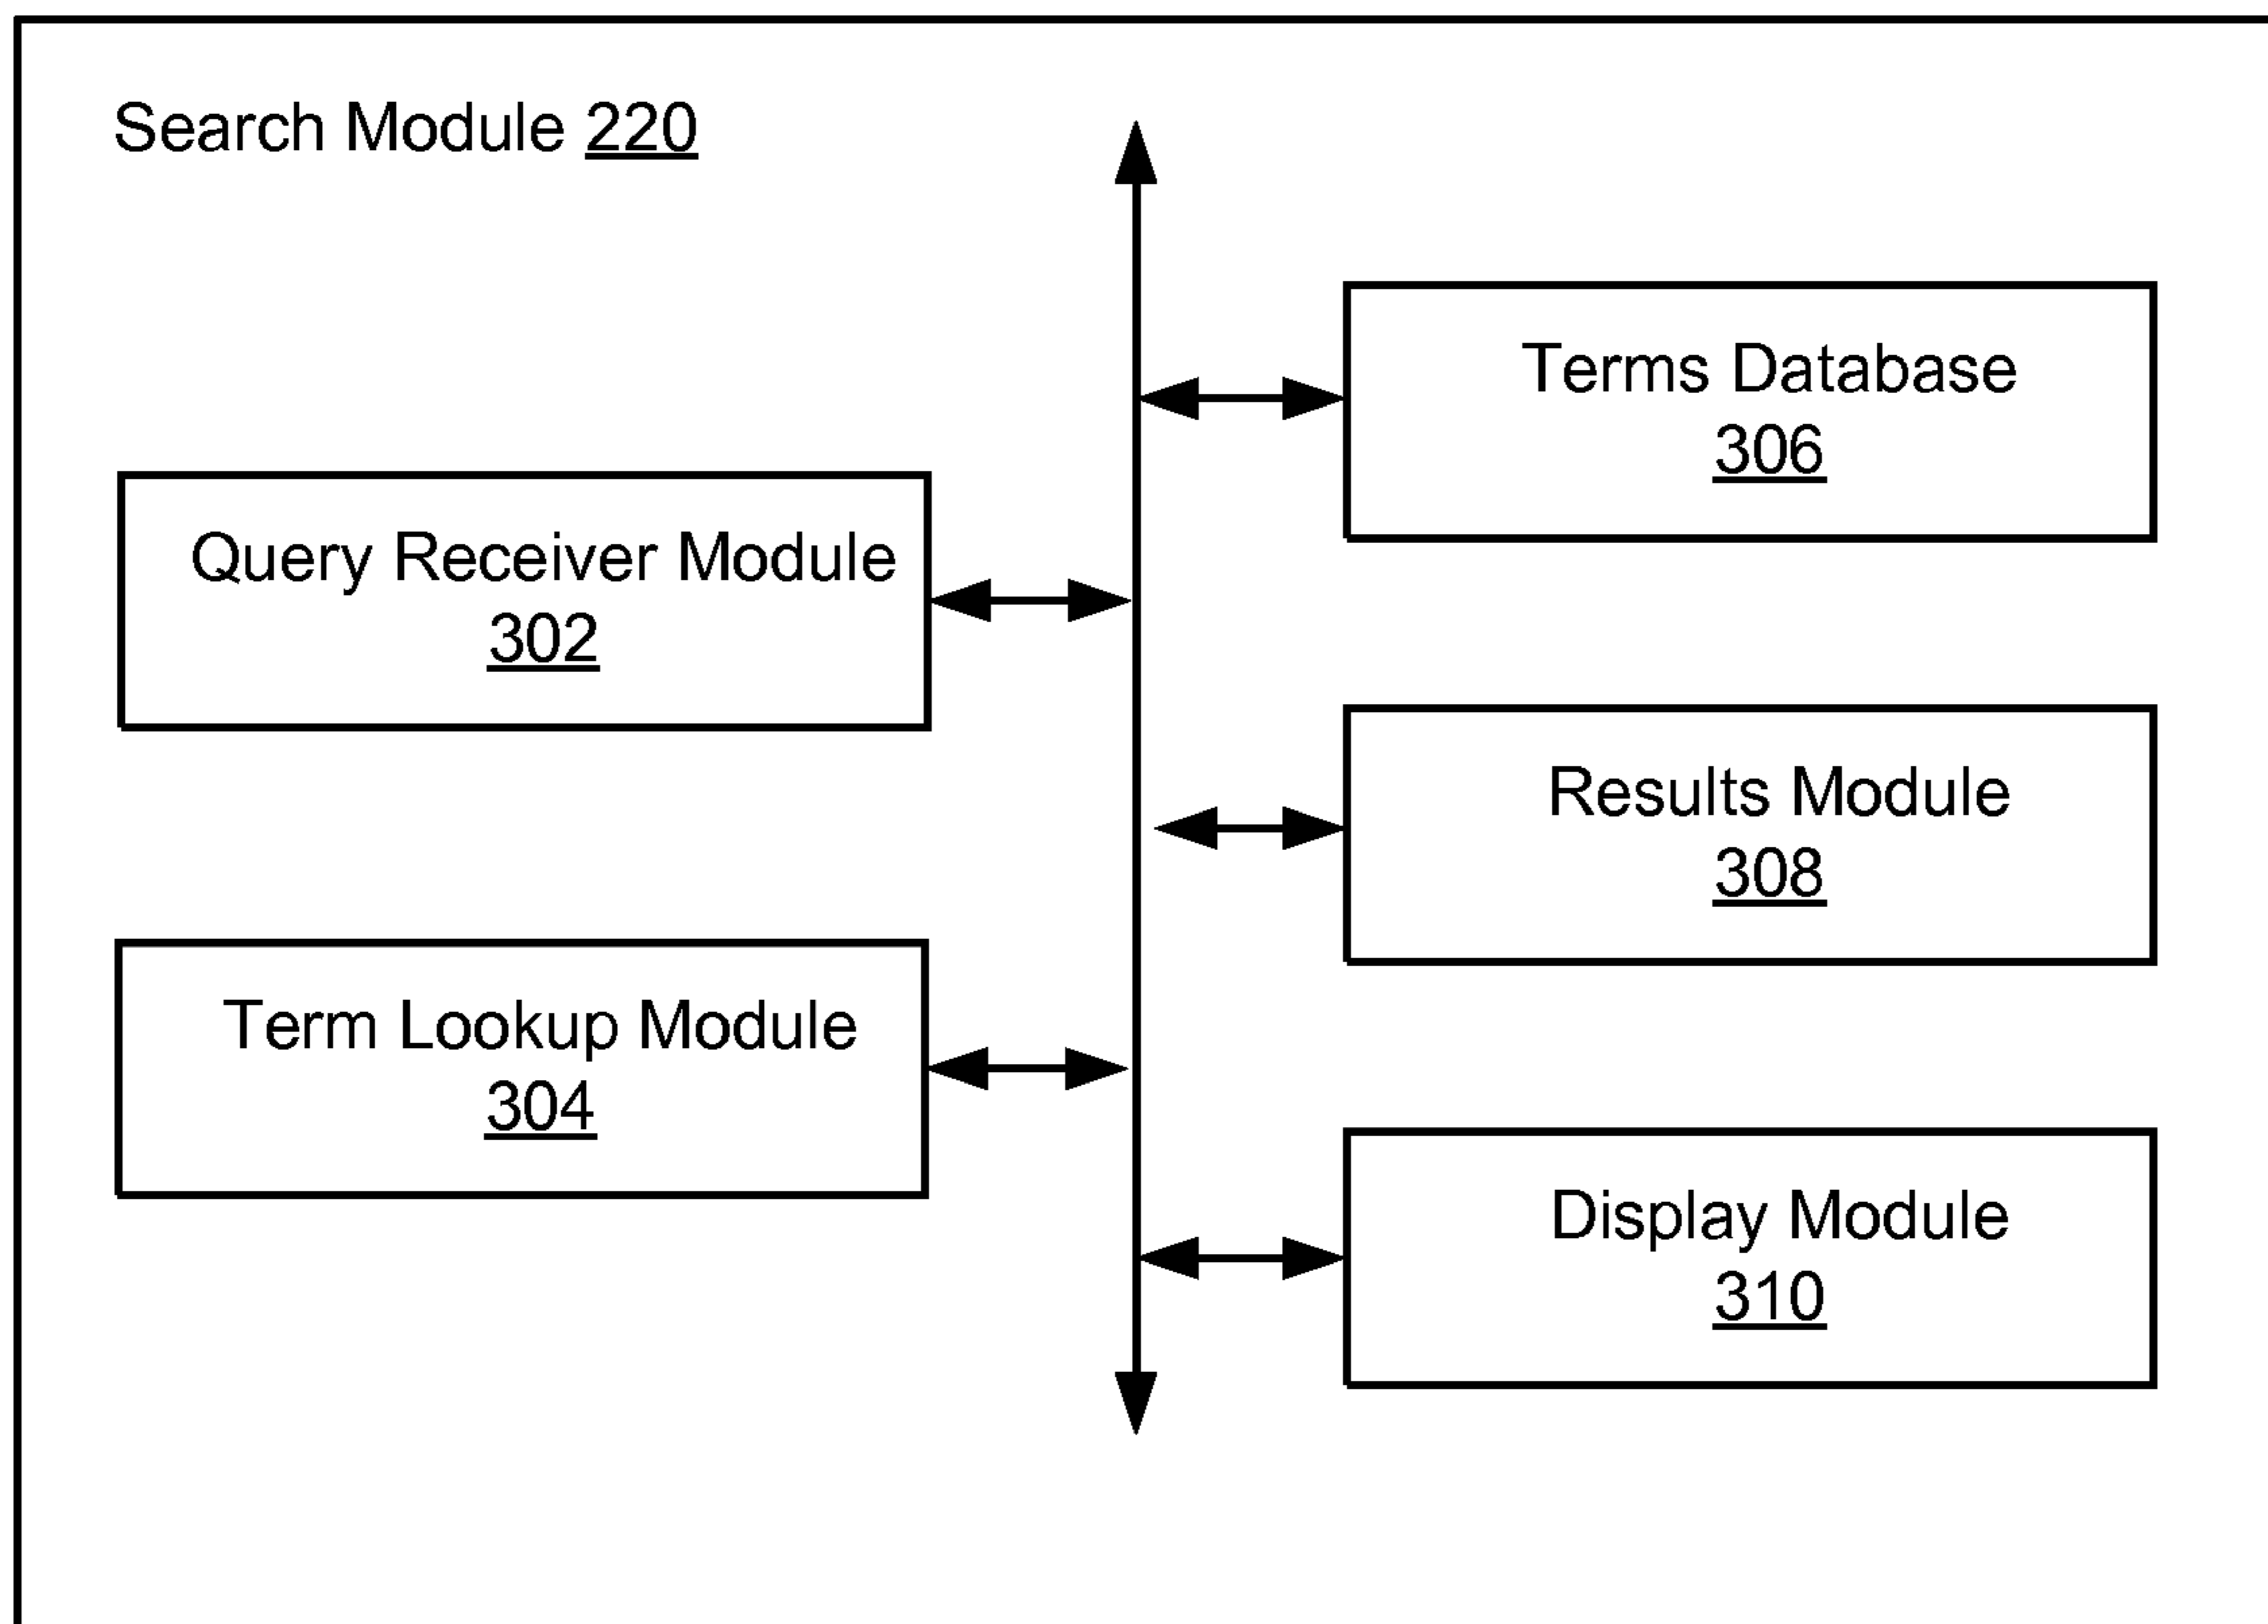 Search Module 220
Terms Database
306
Query Receiver Module
302
Results Module
308
Term Lookup Module
304
Display Module
310